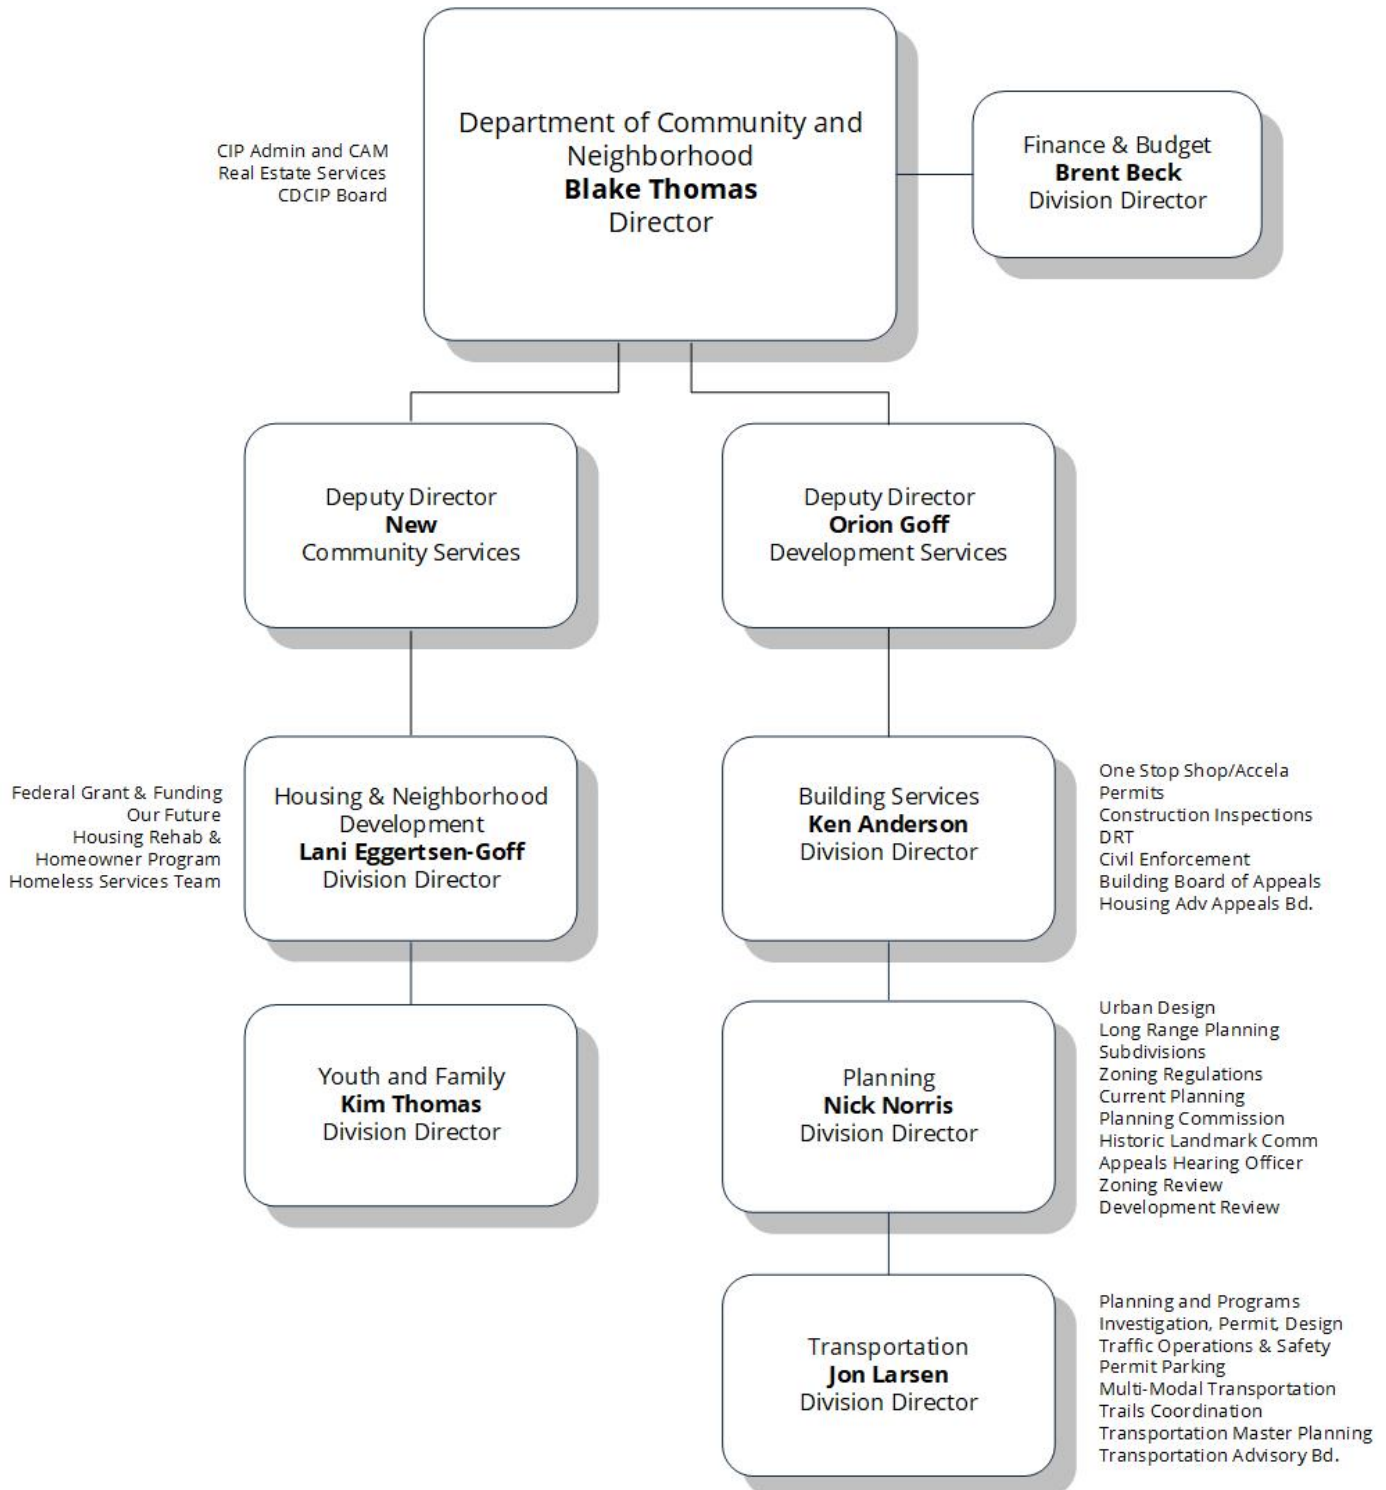 Department of Community and
Neighborhood
Blake Thomas
Director
CIP Admin and CAM
Real Estate Services
CDCIP Board
Finance & Budget
Brent Beck
Division Director
Deputy Director
New
Community Services
Deputy Director
Orion Goff
Development Services
Federal Grant & Funding
Our Future
Housing Rehab &
Homeowner Program
Homeless Services Team
Housing & Neighborhood
Development
Lani Eggertsen-Goff
Division Director
Building Services
Ken Anderson
Division Director
One Stop Shop/Accela
Permits
Construction Inspections
DRT
Civil Enforcement
Building Board of Appeals
Housing Adv Appeals Bd.
Youth and Family
Kim Thomas
Division Director
Planning
Nick Norris
Division Director
Urban Design
Long Range Planning
Subdivisions
Zoning Regulations
Current Planning
Planning Commission
Historic Landmark Comm
Appeals Hearing Officer
Zoning Review
Development Review
Transportation
Jon Larsen
Division Director
Planning and Programs
Investigation, Permit, Design
Traffic Operations & Safety
Permit Parking
Multi-Modal Transportation
Trails Coordination
Transportation Master Planning
Transportation Advisory Bd.